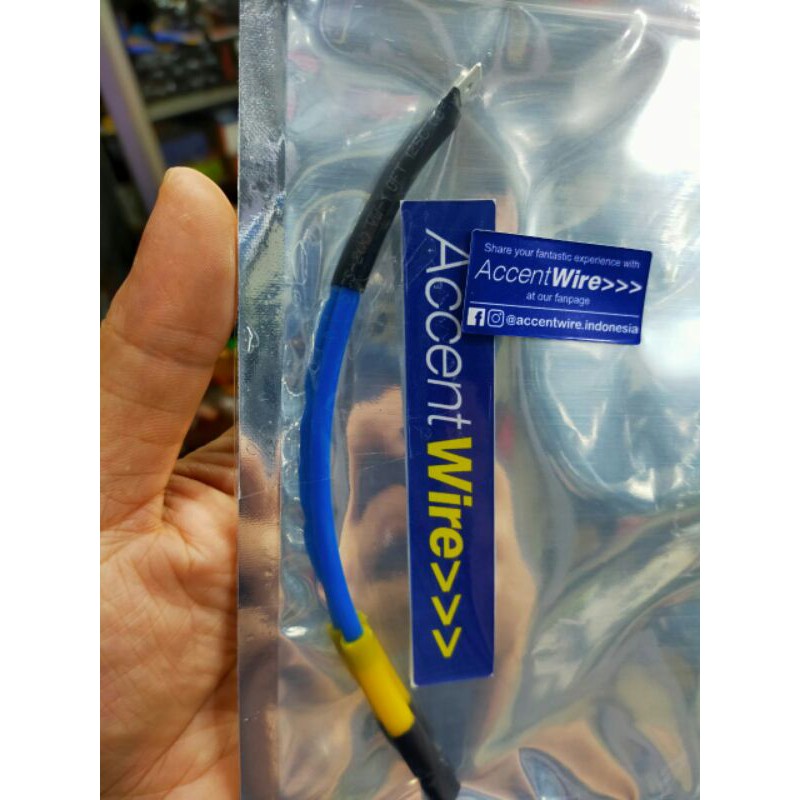 AccentWire>>>
Share your fantastic experience with
AccentWire>>>
at our fanpage
@accentwire.indonesia